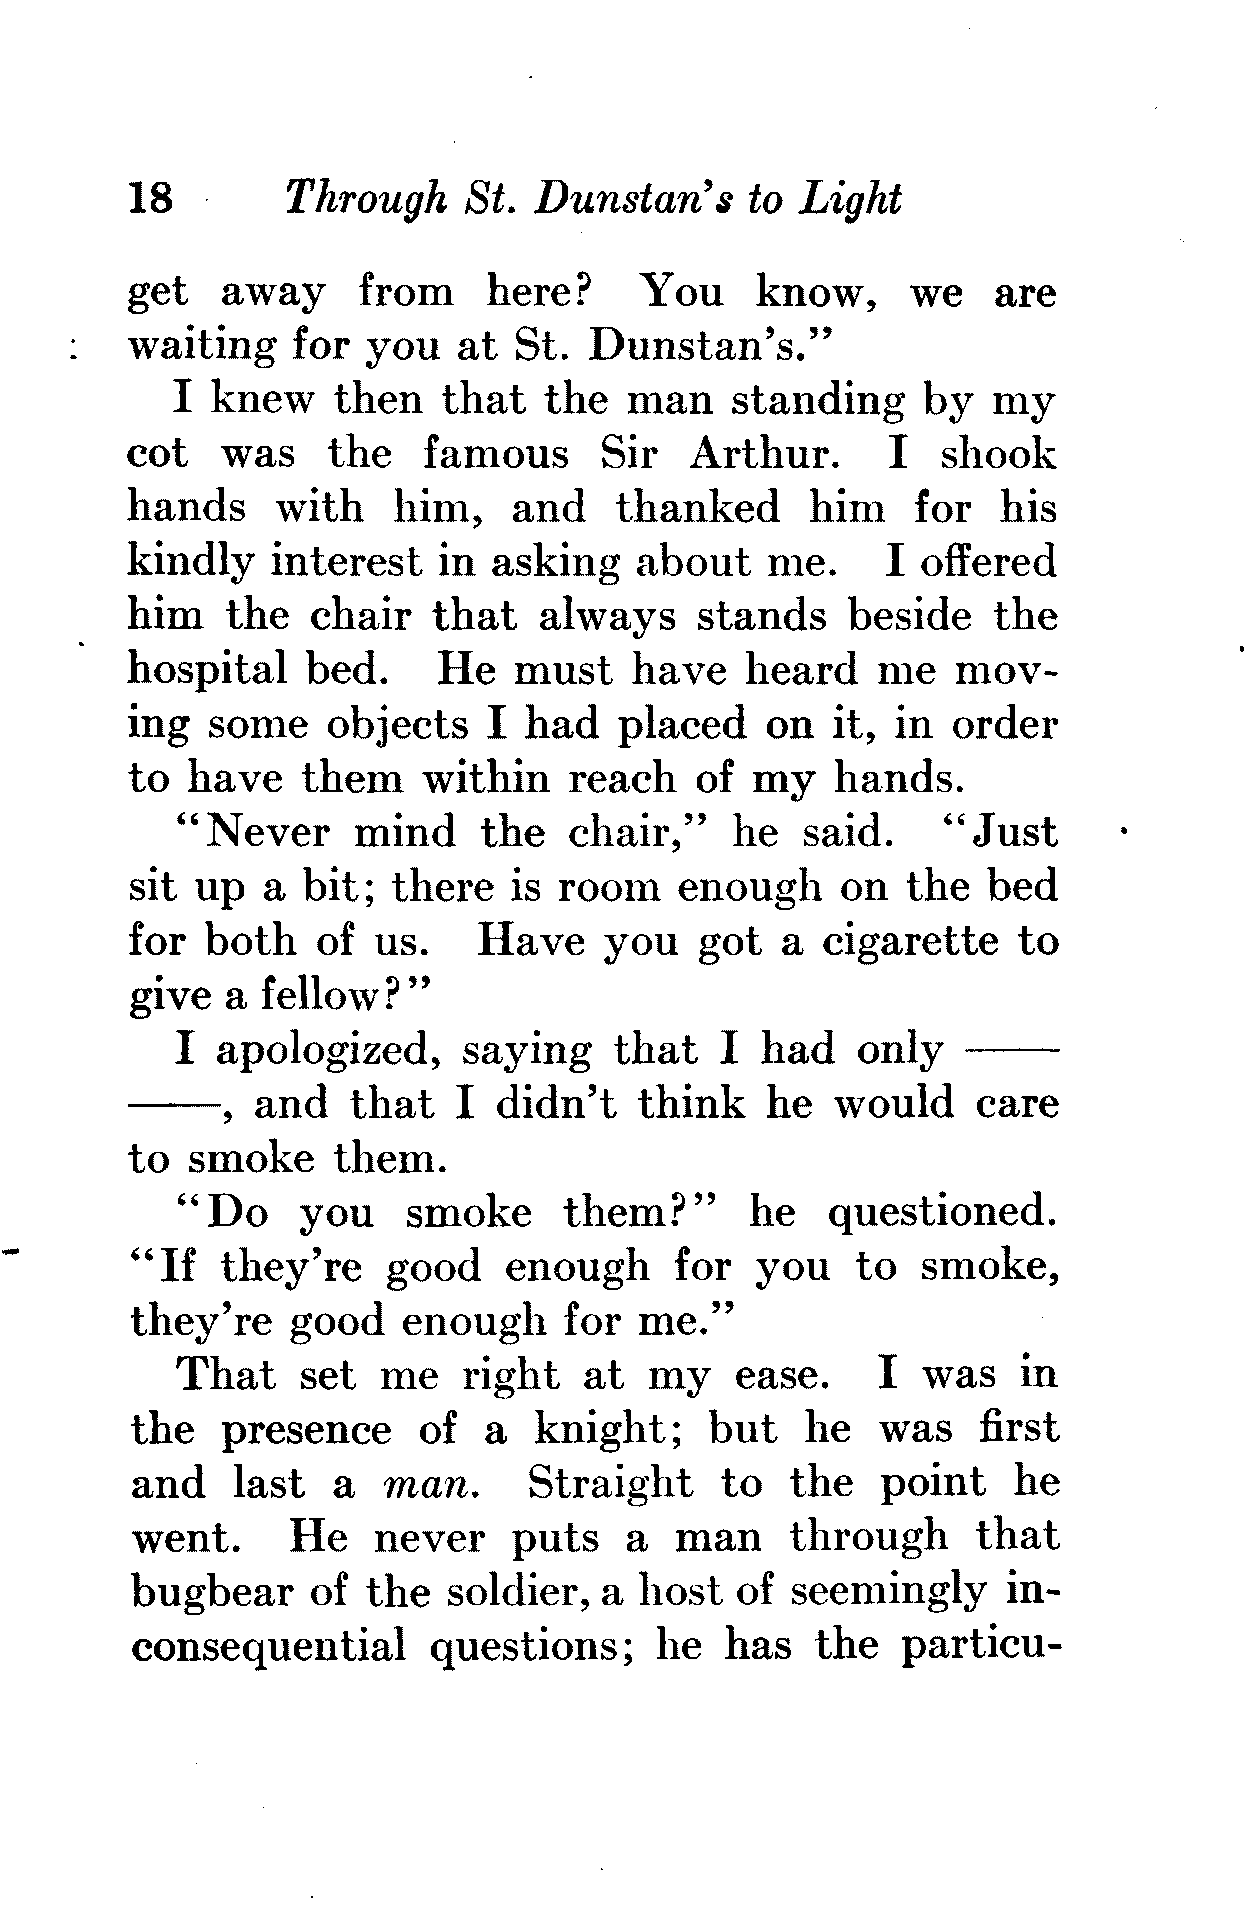 18 Through St. Dunstan's to Light
get away from here? You know, we are
waiting for you at St. Dunstan's."
I knew then that the man standing by my
cot was the famous Sir Arthur. I shook
hands with him, and thanked him for his
kindly interest in asking about me. I offered
him the chair that always stands beside the
hospital bed. He must have heard me mov-
ing some objects I had placed on it, in order
to have them within reach of my hands.
"Never mind the chair," he said. "Just
sit up a bit; there is room enough on the bed
for both of us. Have you got a cigarette to
give a fellow?"
I apologized, saying that I had only ——
——, and that I didn't think he would care
to smoke them.
"Do you smoke them?" he questioned.
"If they're good enough for you to smoke,
they're good enough for me."
That set me right at my ease. I was in
the presence of a knight; but he was first
and last a man. Straight to the point he
went. He never puts a man through that
bugbear of the soldier, a host of seemingly in-
consequential questions; he has the particu-